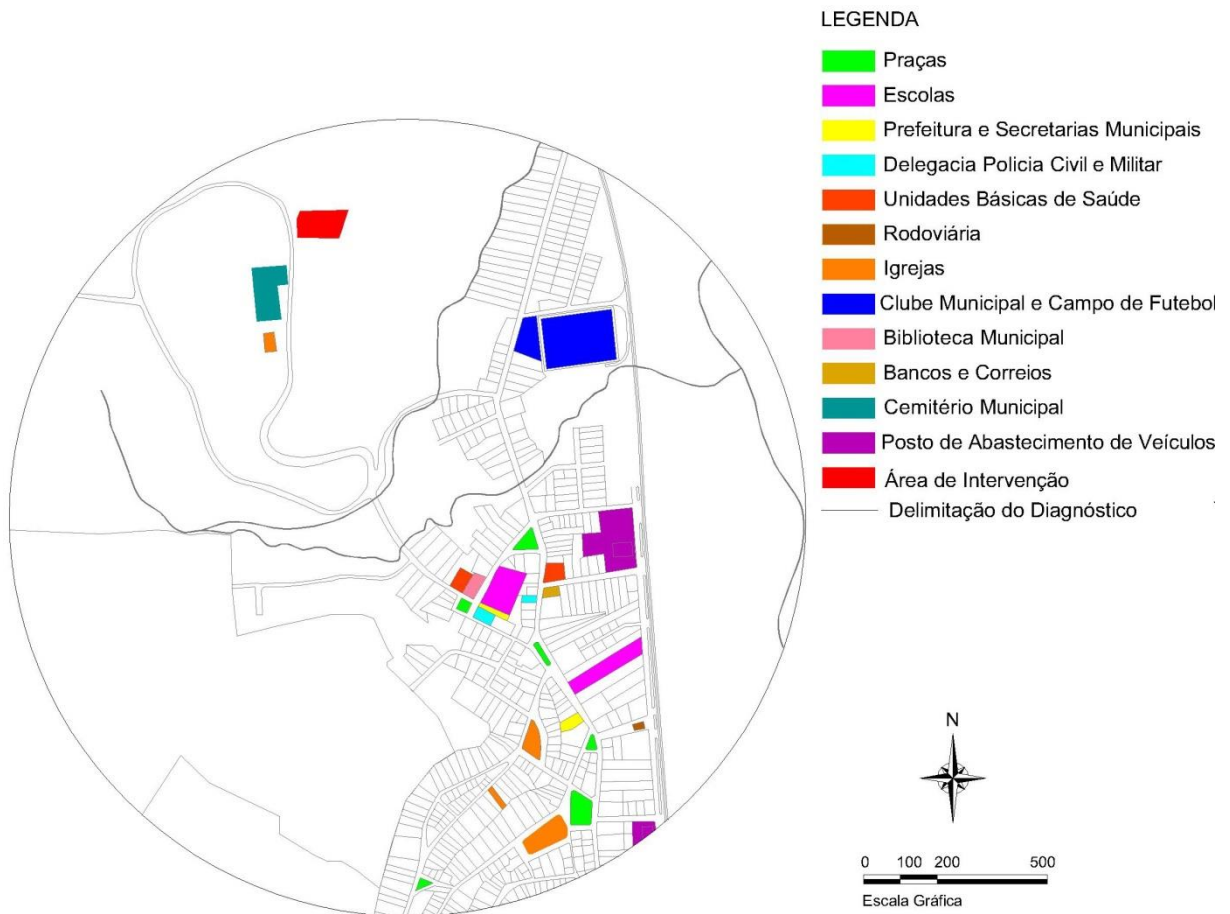 LEGENDA
Praças
Escolas
Prefeitura e Secretarias Municipais
Delegacia Policia Civil e Militar
Unidades Básicas de Saúde
Rodoviária
Igrejas
Clube Municipal e Campo de Futebol
Biblioteca Municipal
Bancos e Correios
Cemitério Municipal
Posto de Abastecimento de Veículos
Área de Intervenção
Delimitação do Diagnóstico
N
0 100 200 500
Escala Gráfica